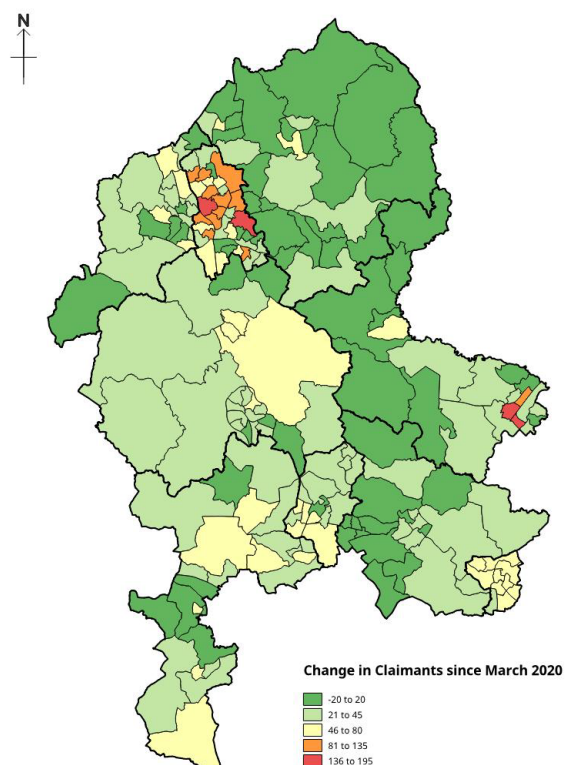 N
Change in Claimants since March 2020
-20 to 20
21 to 45
46 to 80
81 to 135
136 to 195